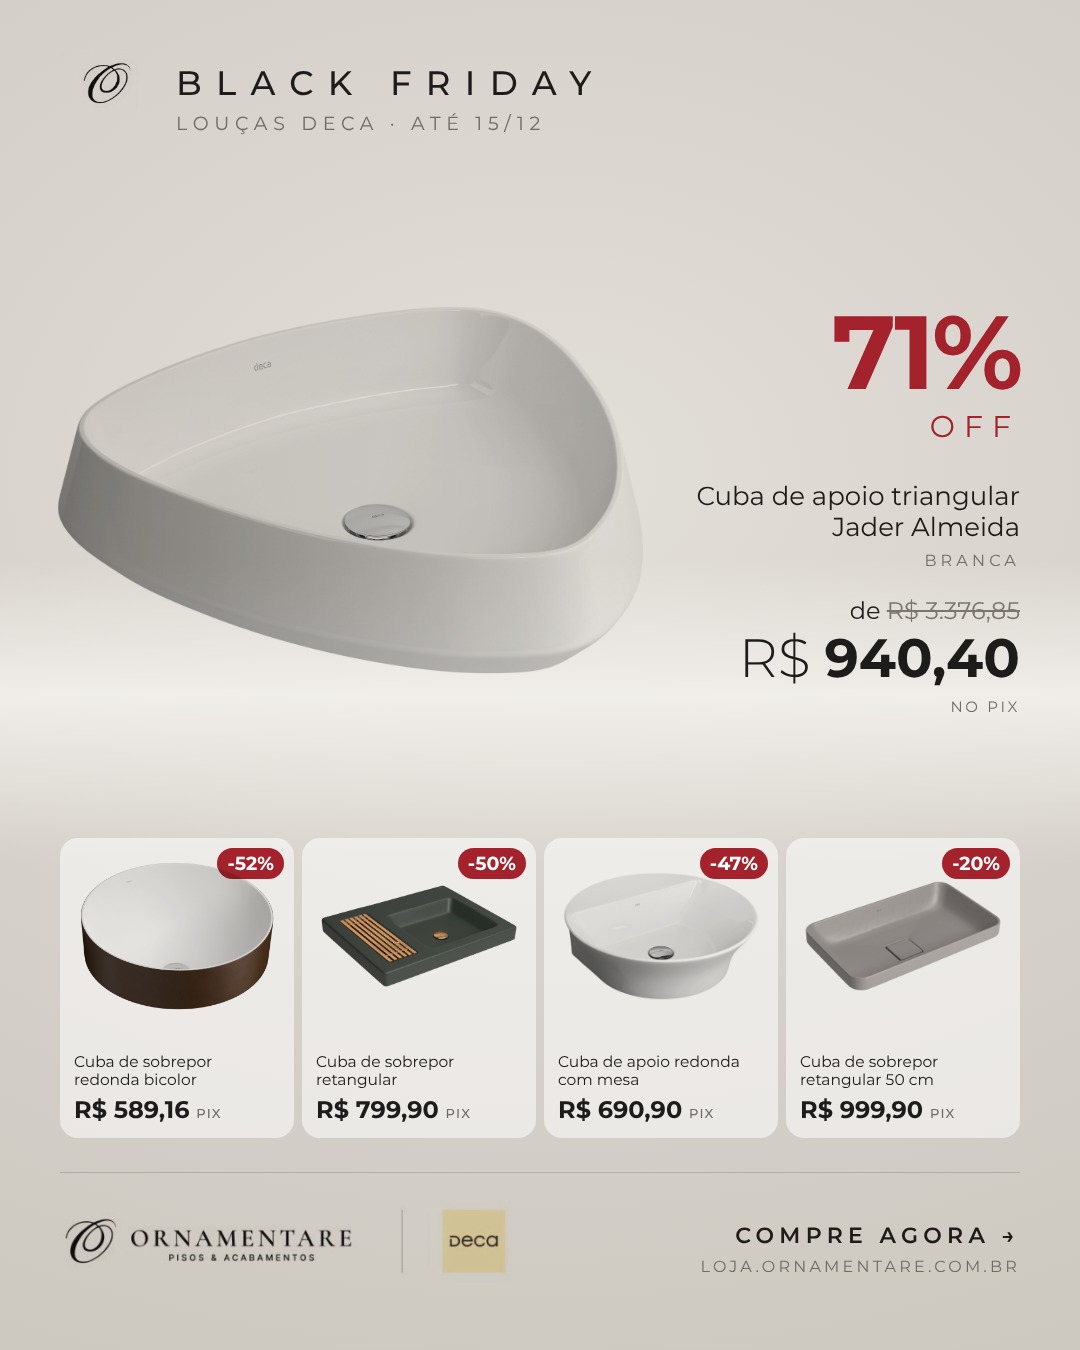 BLACK FRIDAY
LOUÇAS DECA · ATÉ 15/12
deca
71%
OFF
Cuba de apoio triangular
Jader Almeida
BRANCA
de R$ 3.376,85
R$ 940,40
NO PIX
-52%
-50%
-47%
-20%
Cuba de sobrepor
redonda bicolor
R$ 589,16 PIX
Cuba de sobrepor
retangular
R$ 799,90 PIX
Cuba de apoio redonda
com mesa
R$ 690,90 PIX
Cuba de sobrepor
retangular 50 cm
R$ 999,90 PIX
ORNAMENTARE
PISOS & ACABAMENTOS
Deca
COMPRE AGORA →
LOJA.ORNAMENTARE.COM.BR